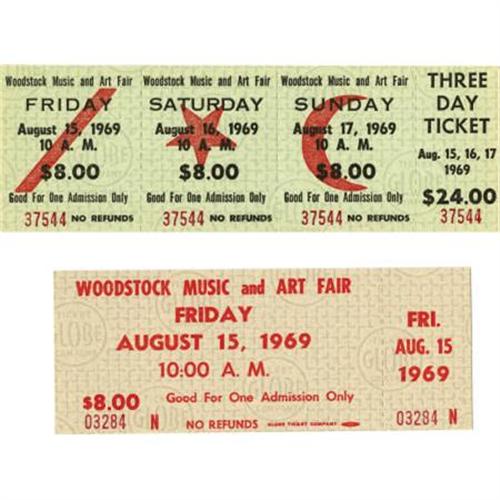 Woodstock Music and Art Fair
FRIDAY
August 15, 1969
10 A. M.
$8.00
Good For One Admission Only
37544 NO REFUNDS
Woodstock Music and Art Fair
SATURDAY
August 16, 1969
10 A. M.
$8.00
Good For One Admission Only
37544 NO REFUNDS
Woodstock Music and Art Fair
SUNDAY
August 17, 1969
10 A. M.
$8.00
Good For One Admission Only
37544 NO REFUNDS
THREE
DAY
TICKET
Aug. 15, 16, 17
1969
$24.00
37544
WOODSTOCK MUSIC and ART FAIR
FRIDAY
AUGUST 15, 1969
10:00 A. M.
$8.00 Good For One Admission Only
03284 N NO REFUNDS GLOBE TICKET COMPANY
FRI.
AUG. 15
1969
03284 N